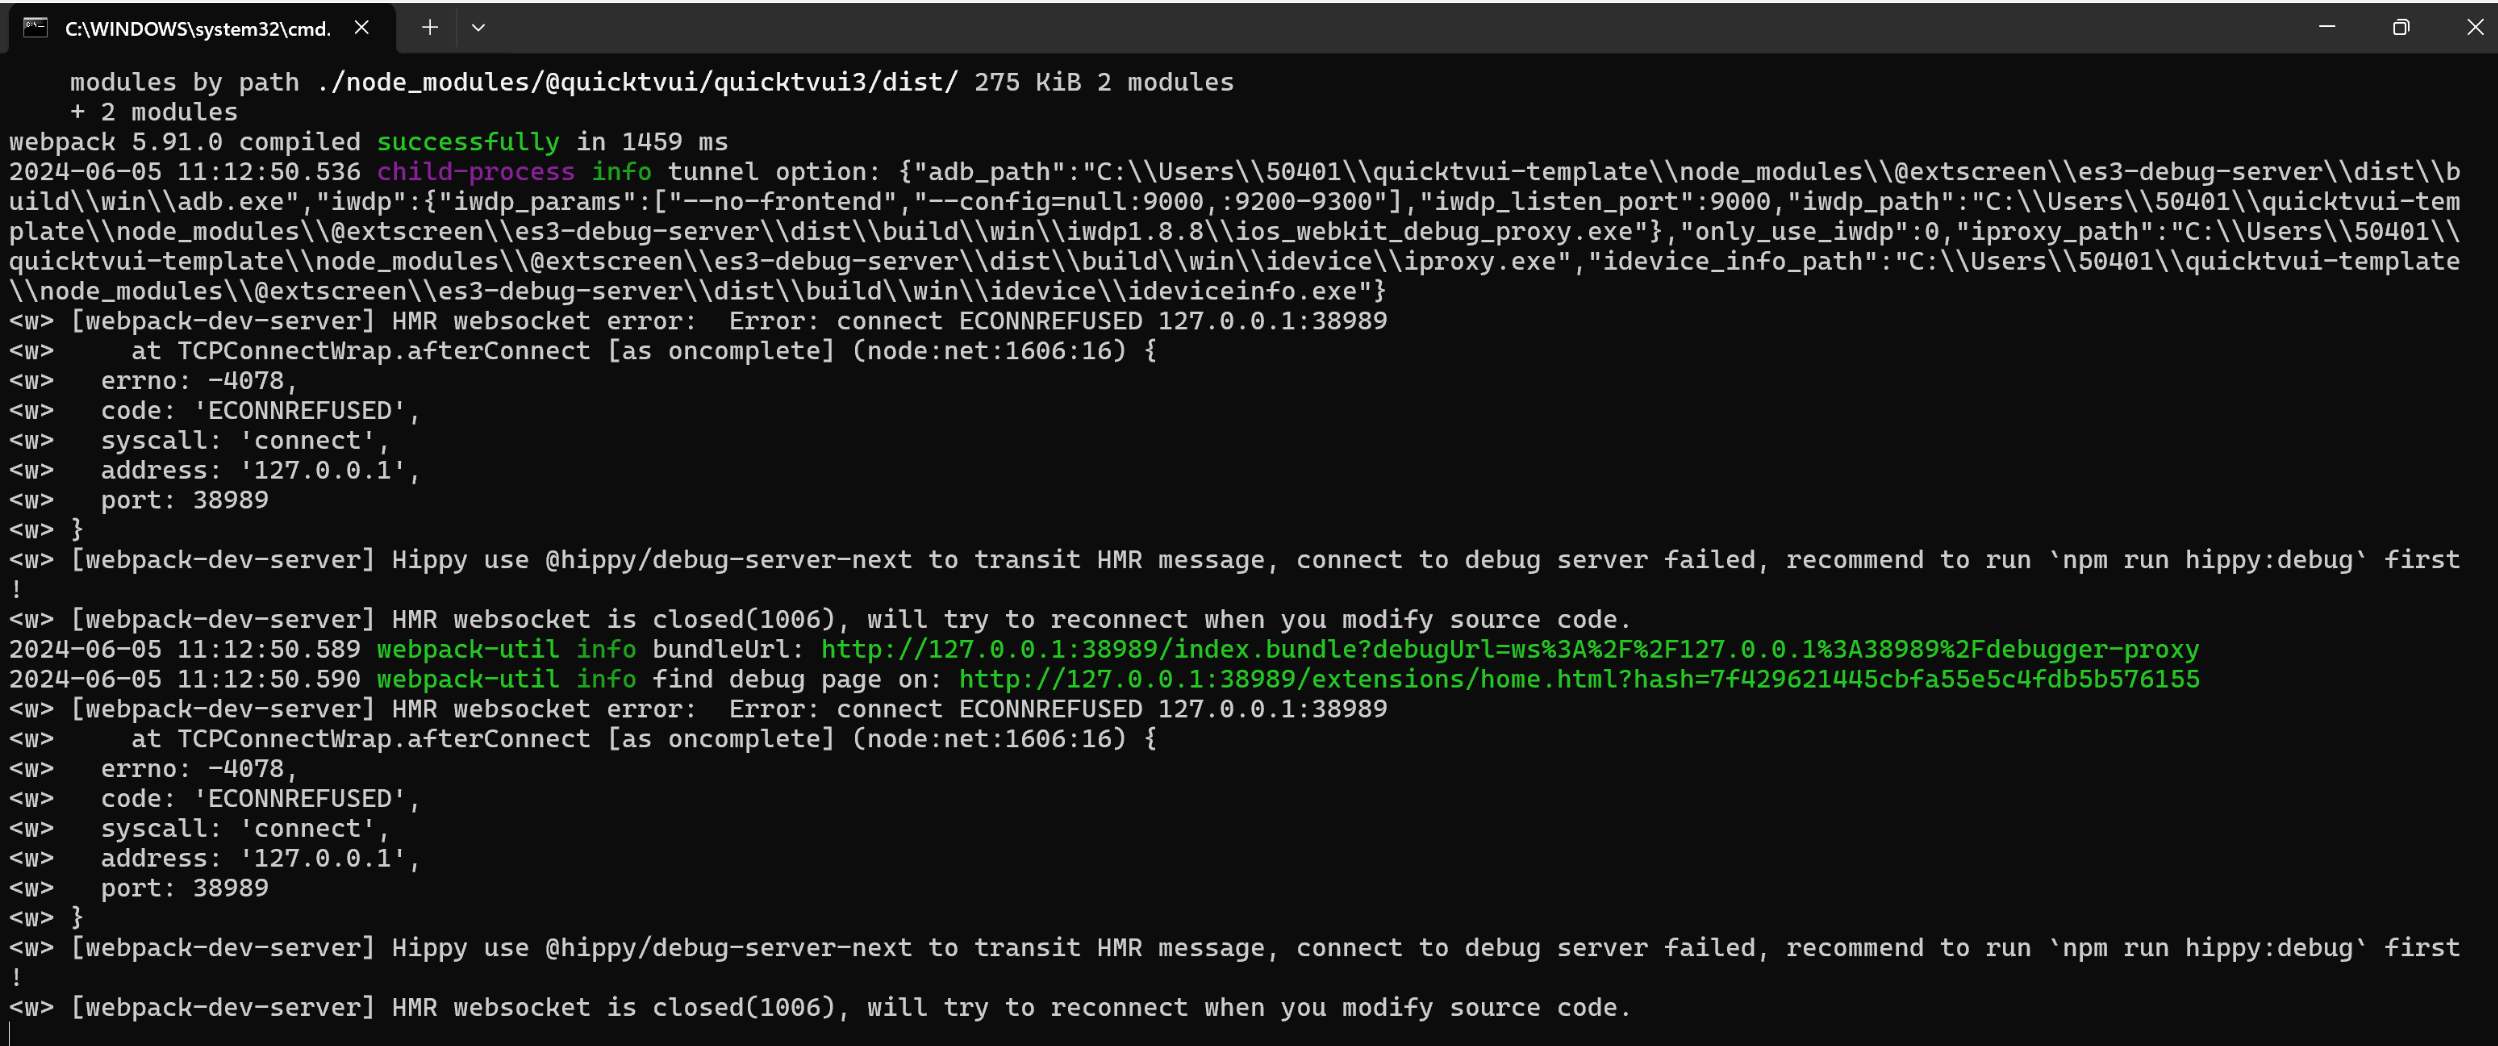 C:\WINDOWS\system32\cmd.
modules by path ./node_modules/@quicktvui/quicktvui3/dist/ 275 KiB 2 modules
+ 2 modules
webpack 5.91.0 compiled successfully in 1459 ms
2024-06-05 11:12:50.536 child-process info tunnel option: {"adb_path":"C:\\Users\\50401\\quicktvui-template\\node_modules\\@extscreen\\es3-debug-server\\dist\\b
uild\\win\\adb.exe","iwdp":{"iwdp_params":["--no-frontend","--config=null:9000,:9200-9300"],"iwdp_listen_port":9000,"iwdp_path":"C:\\Users\\50401\\quicktvui-tem
plate\\node_modules\\@extscreen\\es3-debug-server\\dist\\build\\win\\iwdp1.8.8\\ios_webkit_debug_proxy.exe"},"only_use_iwdp":0,"iproxy_path":"C:\\Users\\50401\\
quicktvui-template\\node_modules\\@extscreen\\es3-debug-server\\dist\\build\\win\\idevice\\iproxy.exe","idevice_info_path":"C:\\Users\\50401\\quicktvui-template
\\node_modules\\@extscreen\\es3-debug-server\\dist\\build\\win\\idevice\\ideviceinfo.exe"}
<w> [webpack-dev-server] HMR websocket error:  Error: connect ECONNREFUSED 127.0.0.1:38989
<w>     at TCPConnectWrap.afterConnect [as oncomplete] (node:net:1606:16) {
<w>   errno: -4078,
<w>   code: 'ECONNREFUSED',
<w>   syscall: 'connect',
<w>   address: '127.0.0.1',
<w>   port: 38989
<w> }
<w> [webpack-dev-server] Hippy use @hippy/debug-server-next to transit HMR message, connect to debug server failed, recommend to run `npm run hippy:debug` first
!
<w> [webpack-dev-server] HMR websocket is closed(1006), will try to reconnect when you modify source code.
2024-06-05 11:12:50.589 webpack-util info bundleUrl: http://127.0.0.1:38989/index.bundle?debugUrl=ws%3A%2F%2F127.0.0.1%3A38989%2Fdebugger-proxy
2024-06-05 11:12:50.590 webpack-util info find debug page on: http://127.0.0.1:38989/extensions/home.html?hash=7f429621445cbfa55e5c4fdb5b576155
<w> [webpack-dev-server] HMR websocket error:  Error: connect ECONNREFUSED 127.0.0.1:38989
<w>     at TCPConnectWrap.afterConnect [as oncomplete] (node:net:1606:16) {
<w>   errno: -4078,
<w>   code: 'ECONNREFUSED',
<w>   syscall: 'connect',
<w>   address: '127.0.0.1',
<w>   port: 38989
<w> }
<w> [webpack-dev-server] Hippy use @hippy/debug-server-next to transit HMR message, connect to debug server failed, recommend to run `npm run hippy:debug` first
!
<w> [webpack-dev-server] HMR websocket is closed(1006), will try to reconnect when you modify source code.